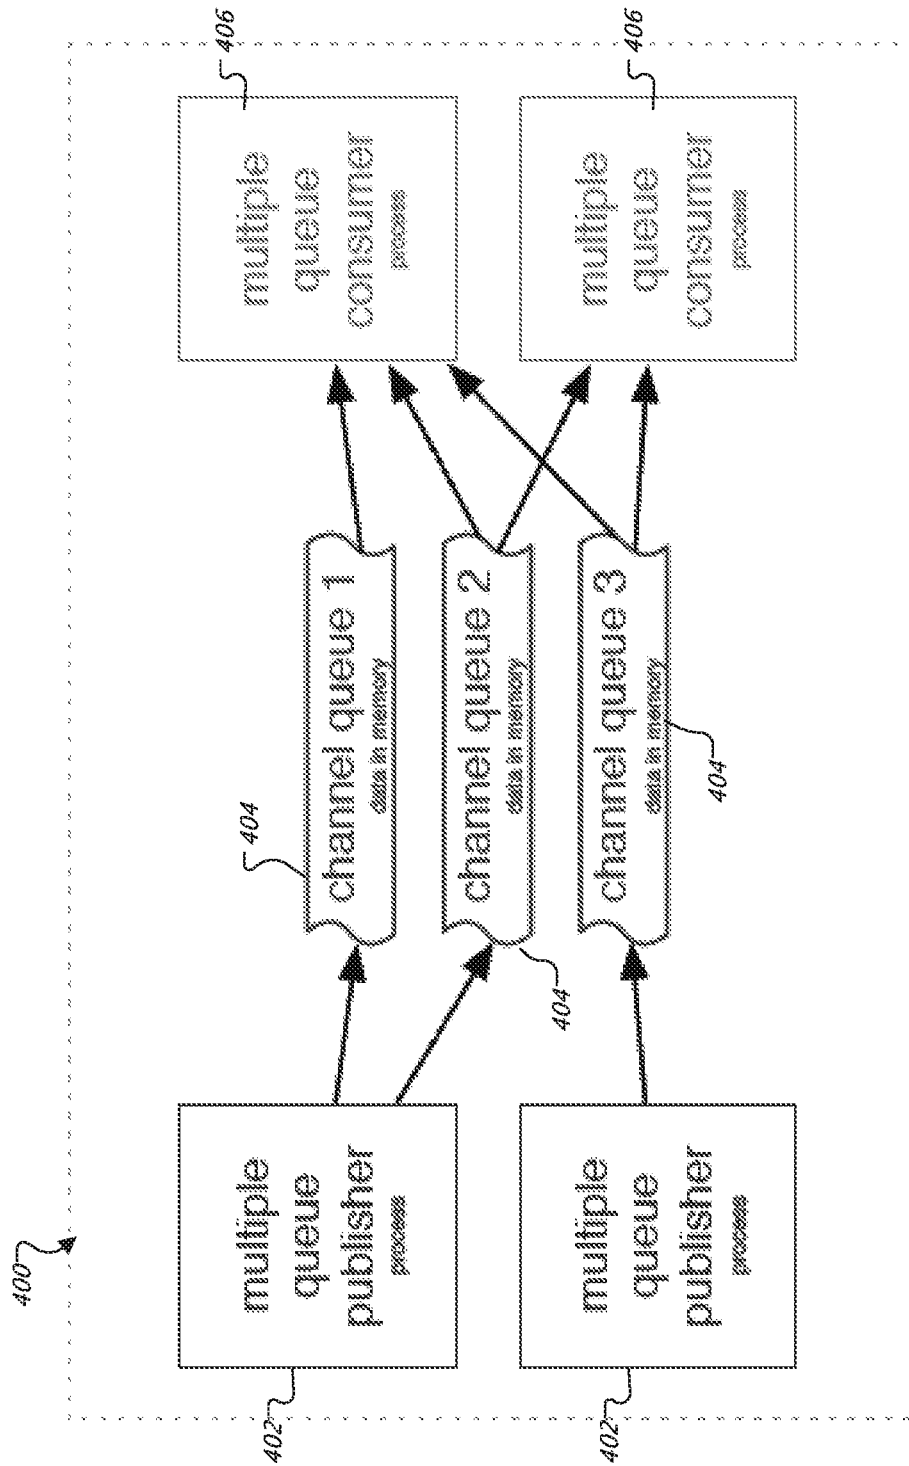 400
402
multiple
queue
publisher
process
402
multiple
queue
publisher
process
404
channel queue 1
data in memory
404
channel queue 2
data in memory
channel queue 3
data in memory
404
406
multiple
queue
consumer
process
406
multiple
queue
consumer
process